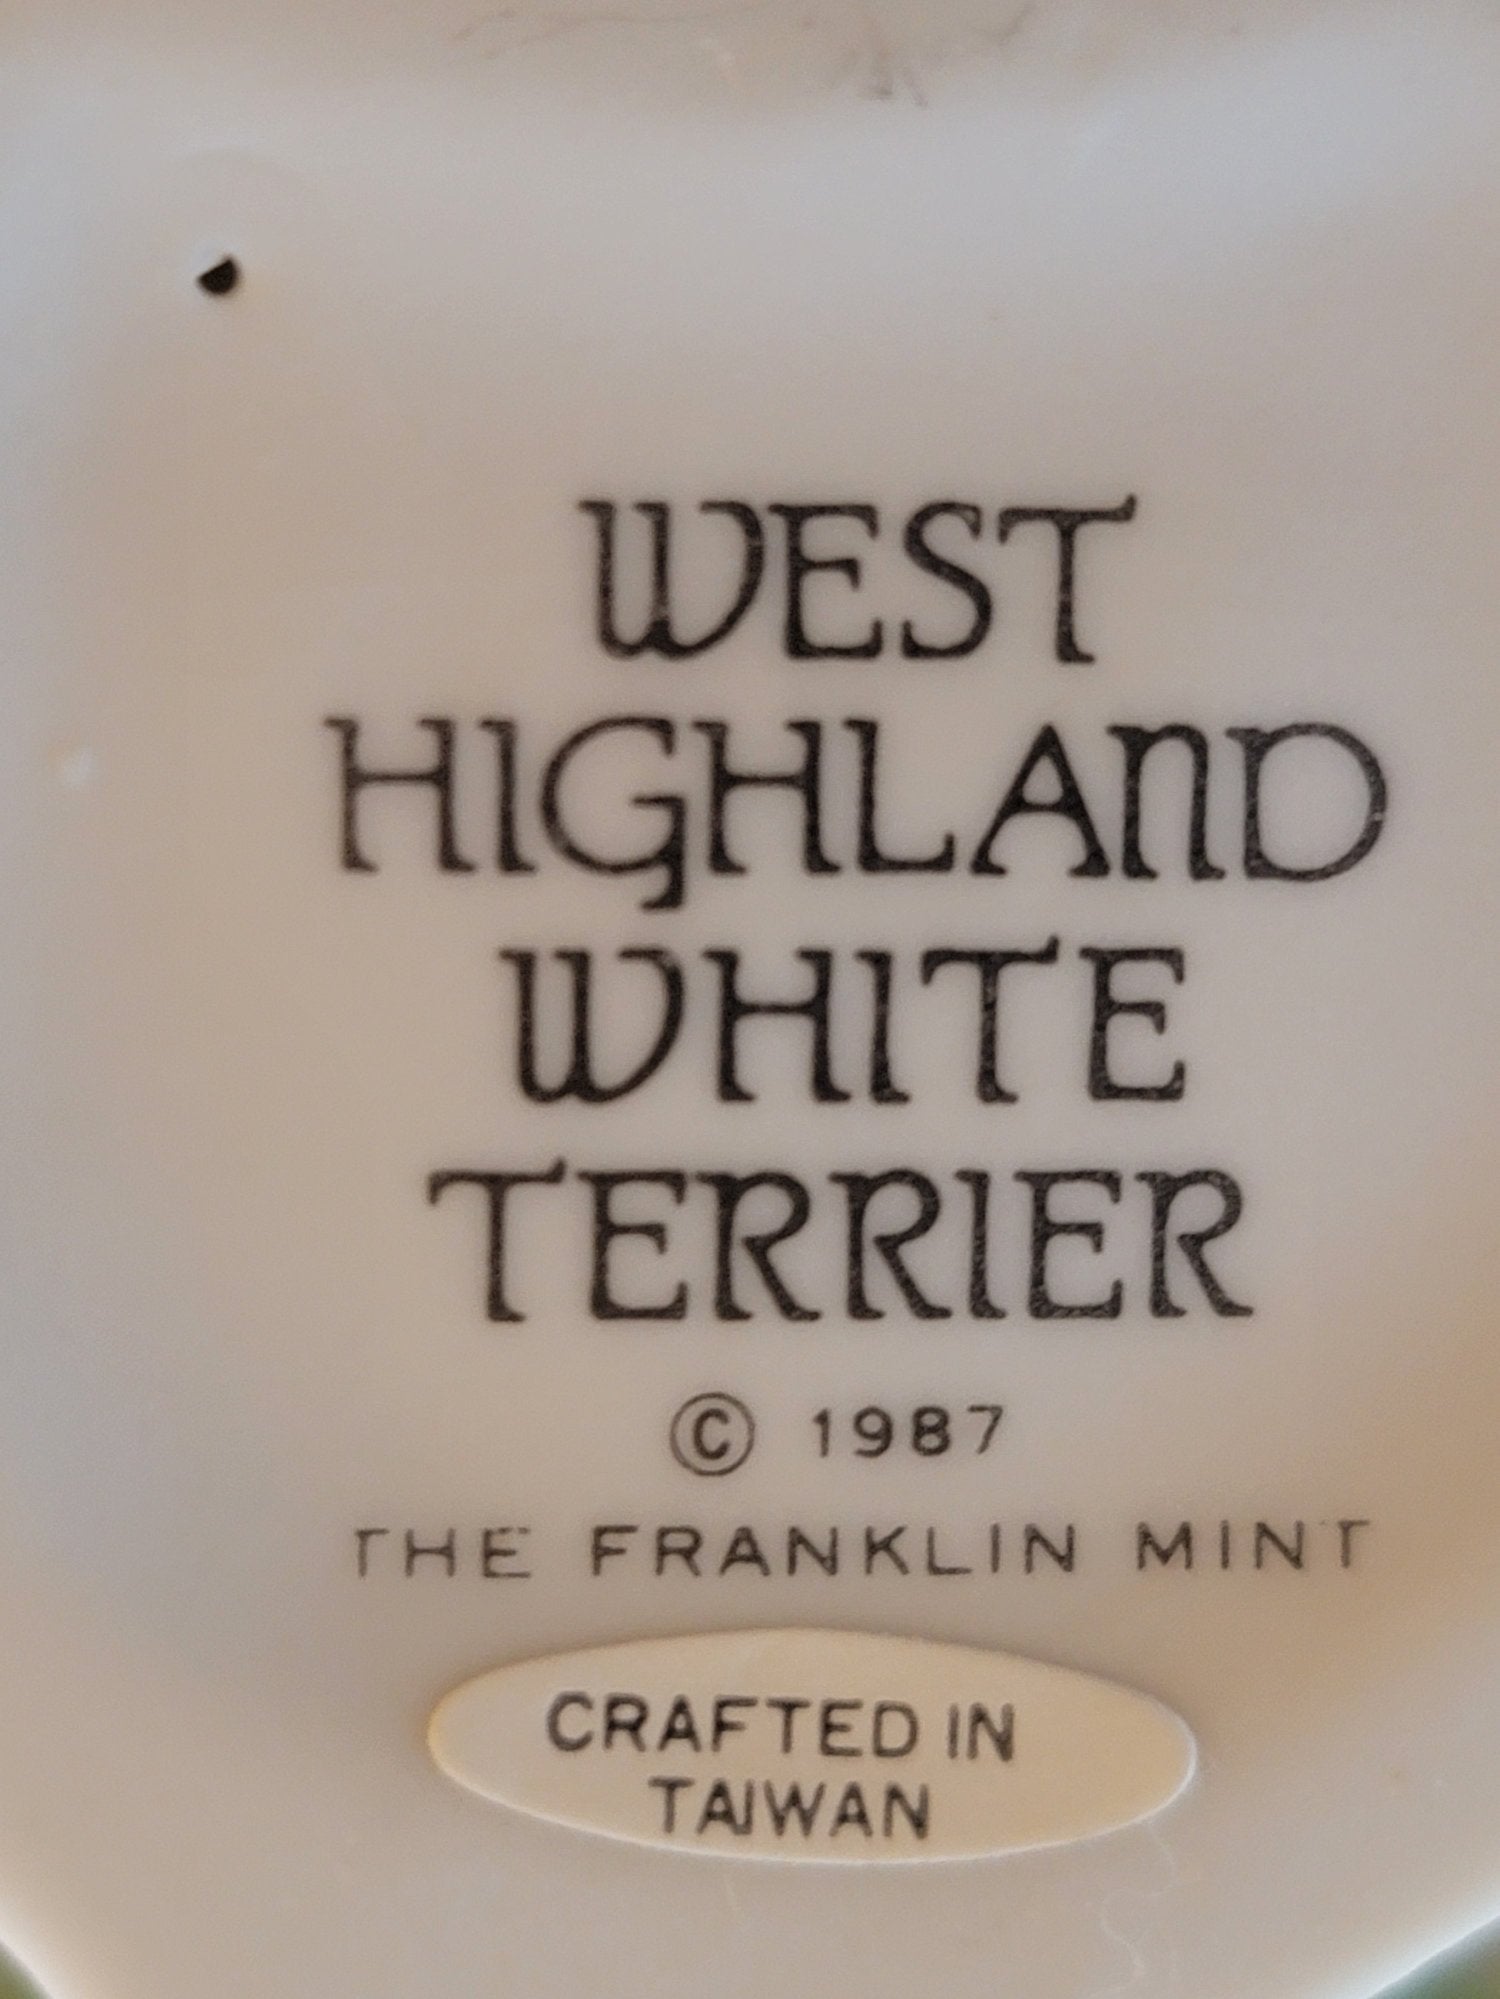 WEST
HIGHLAND
WHITE
TERRIER
© 1987
THE FRANKLIN MINT
CRAFTED IN
TAIWAN